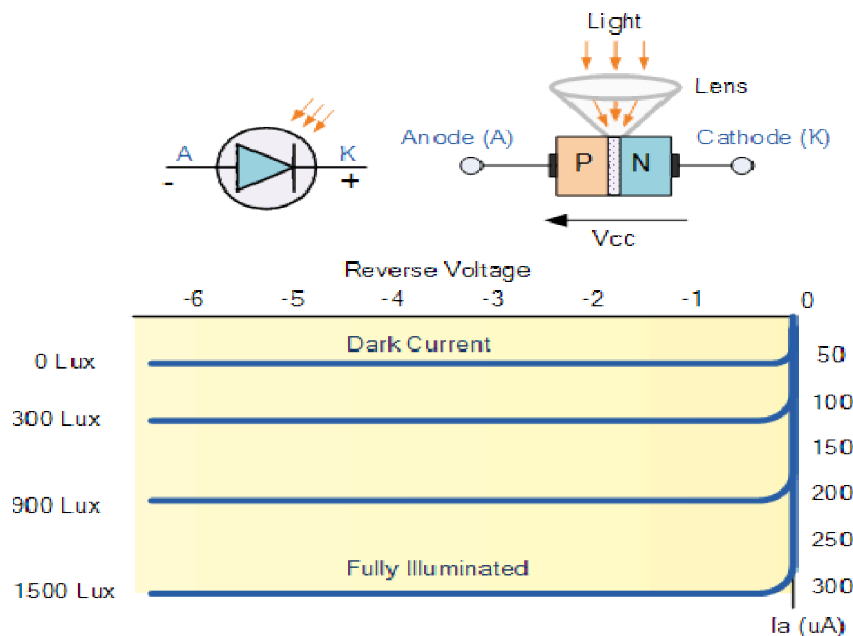 Light
Lens
A K
- +
Anode (A) Cathode (K)
P N
Vcc
Reverse Voltage
-6 -5 -4 -3 -2 -1 0
Dark Current
0 Lux 50
300 Lux 100
150
900 Lux 200
250
Fully Illuminated
1500 Lux 300
Ia (uA)